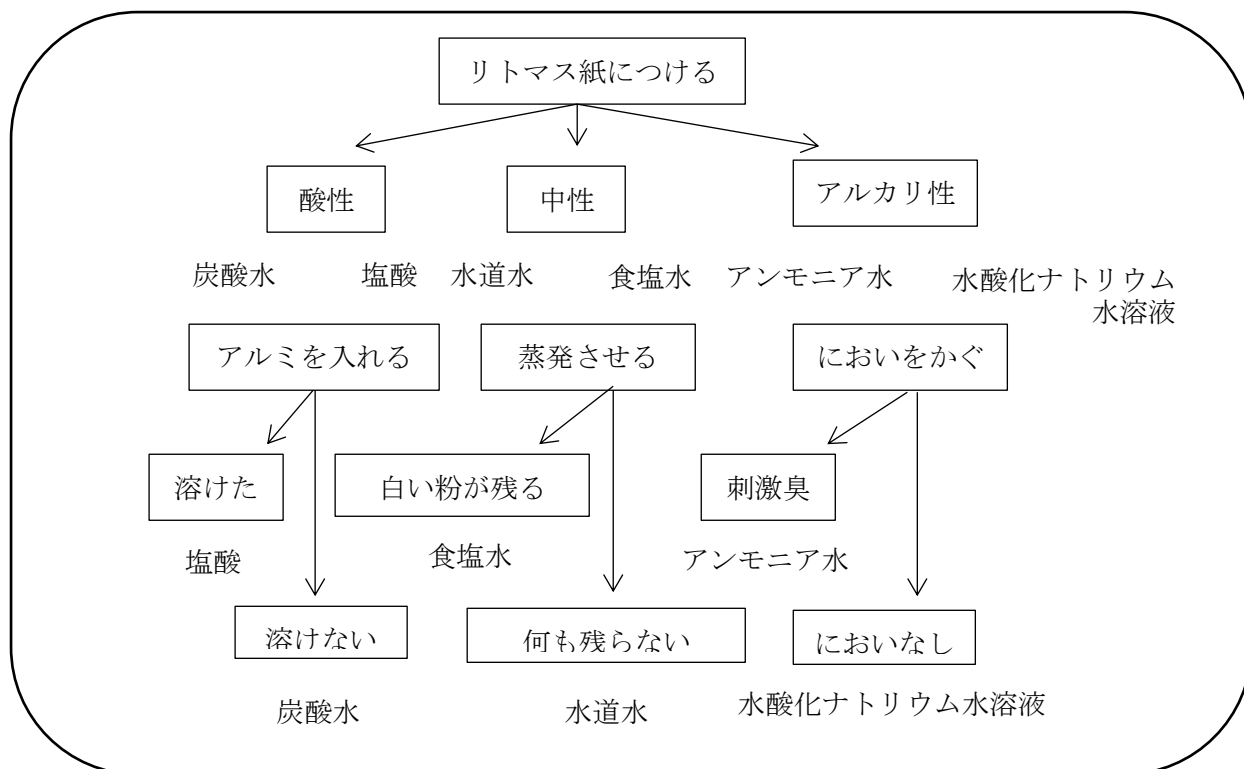 リトマス紙につける
酸性
中性
アルカリ性
炭酸水
塩酸
水道水
食塩水
アンモニア水
水酸化ナトリウム
水溶液
アルミを入れる
蒸発させる
においをかぐ
溶けた
白い粉が残る
刺激臭
塩酸
食塩水
アンモニア水
溶けない
何も残らない
においなし
炭酸水
水道水
水酸化ナトリウム水溶液